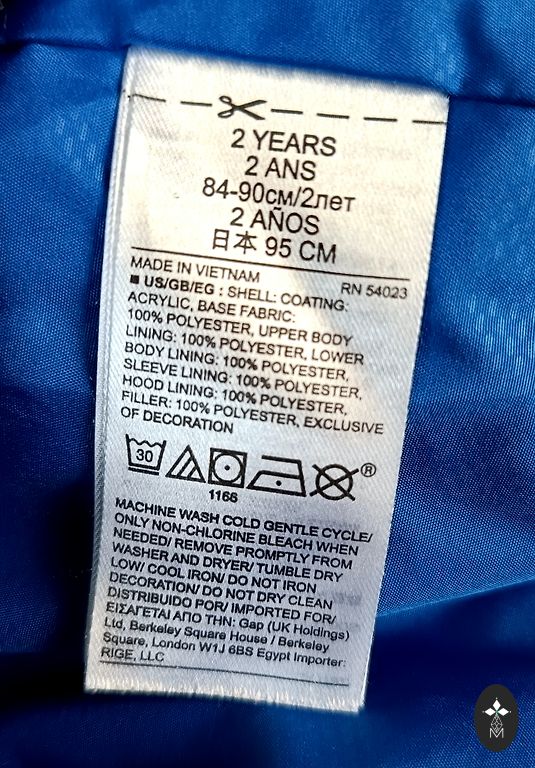 2 YEARS
2 ANS
84-90см/2лет
2 AÑOS
日本 95 CM
MADE IN VIETNAM
RN 54023
■ US/GB/EG : SHELL: COATING:
ACRYLIC, BASE FABRIC:
100% POLYESTER, UPPER BODY
LINING: 100% POLYESTER, LOWER
BODY LINING: 100% POLYESTER,
SLEEVE LINING: 100% POLYESTER,
HOOD LINING: 100% POLYESTER,
FILLER: 100% POLYESTER, EXCLUSIVE
OF DECORATION
30
®
1166
MACHINE WASH COLD GENTLE CYCLE/
ONLY NON-CHLORINE BLEACH WHEN
NEEDED/ REMOVE PROMPTLY FROM
WASHER AND DRYER/ TUMBLE DRY
LOW/ COOL IRON/ DO NOT IRON
DECORATION/ DO NOT DRY CLEAN
DISTRIBUIDO POR/ IMPORTED FOR/
ΕΙΣΑΓΕΤΑΙ ΑΠΟ ΤΗΝ: Gap (UK Holdings)
Ltd, Berkeley Square House / Berkeley
Square, London W1J 6BS Egypt Importer:
RIGE, LLC
M